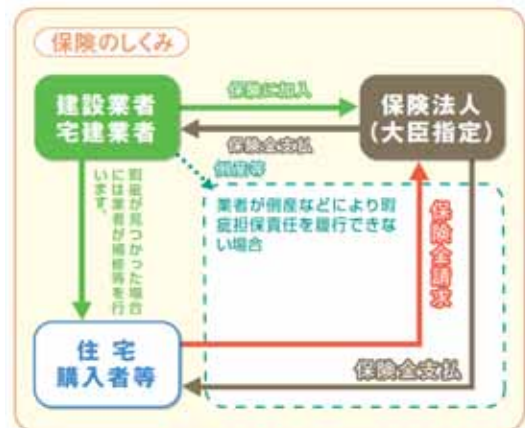 保険のしくみ
建設業者
宅建業者
保険に加入
保険金支払
保険法人
(大臣指定)
倒産等
業者が倒産などにより瑕
疵担保責任を履行できな
い場合
瑕疵が見つかった場合
には業者が補修等を行
います。
保険金請求
住宅
購入者等
保険金支払